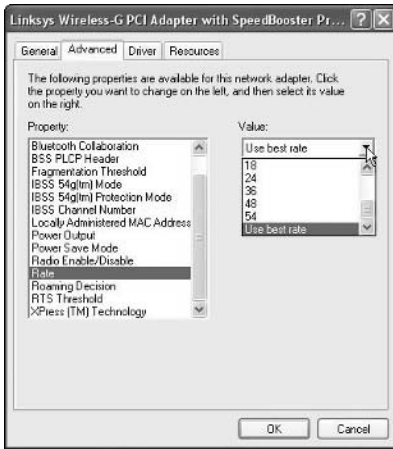 Linksys Wireless-G PCI Adapter with SpeedBooster Pr...
General Advanced Driver Resources
The following properties are available for this network adapter. Click
the property you want to change on the left, and then select its value
on the right.
Property:
Bluetooth Collaboration
BSS PLCP Header
Fragmentation Threshold
IBSS 54g(tm) Mode
IBSS 54g(tm) Protection Mode
IBSS Channel Number
Locally Administered MAC Address
Power Output
Power Save Mode
Radio Enable/Disable
Rate
Roaming Decision
RTS Threshold
XPress (TM) Technology
Value:
Use best rate
18
24
36
48
54
Use best rate
OK Cancel